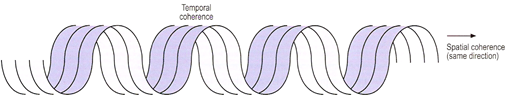 Temporal
coherence
Spatial coherence
(same direction)